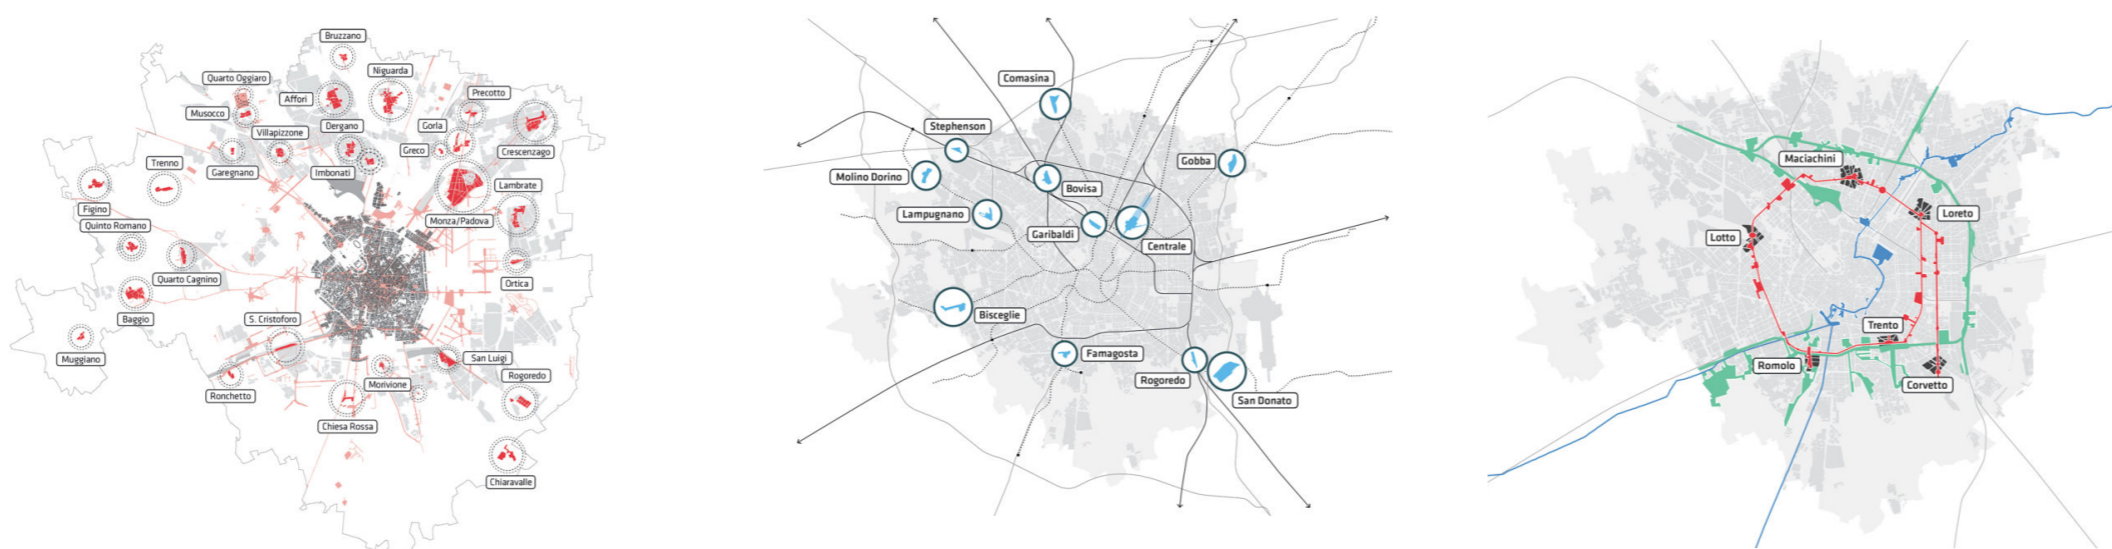 Bruzzano
Niguarda
Quarto Oggiaro
Affori
Precotto
Musocco
Villapizzone
Dergano
Gorla
Greco
Crescenzago
Trenno
Garegnano
Imbonati
Lambrate
Figino
Monza/Padova
Quinto Romano
Quarto Cagnino
Ortica
Baggio
S. Cristoforo
Muggiano
San Luigi
Rogoredo
Ronchetto
Morivione
Chiesa Rossa
Chiaravalle
Comasina
Stephenson
Gobba
Molino Dorino
Bovisa
Lampugnano
Garibaldi
Centrale
Bisceglie
Famagosta
Rogoredo
San Donato
Maciachini
Loreto
Lotto
Trento
Romolo
Corvetto